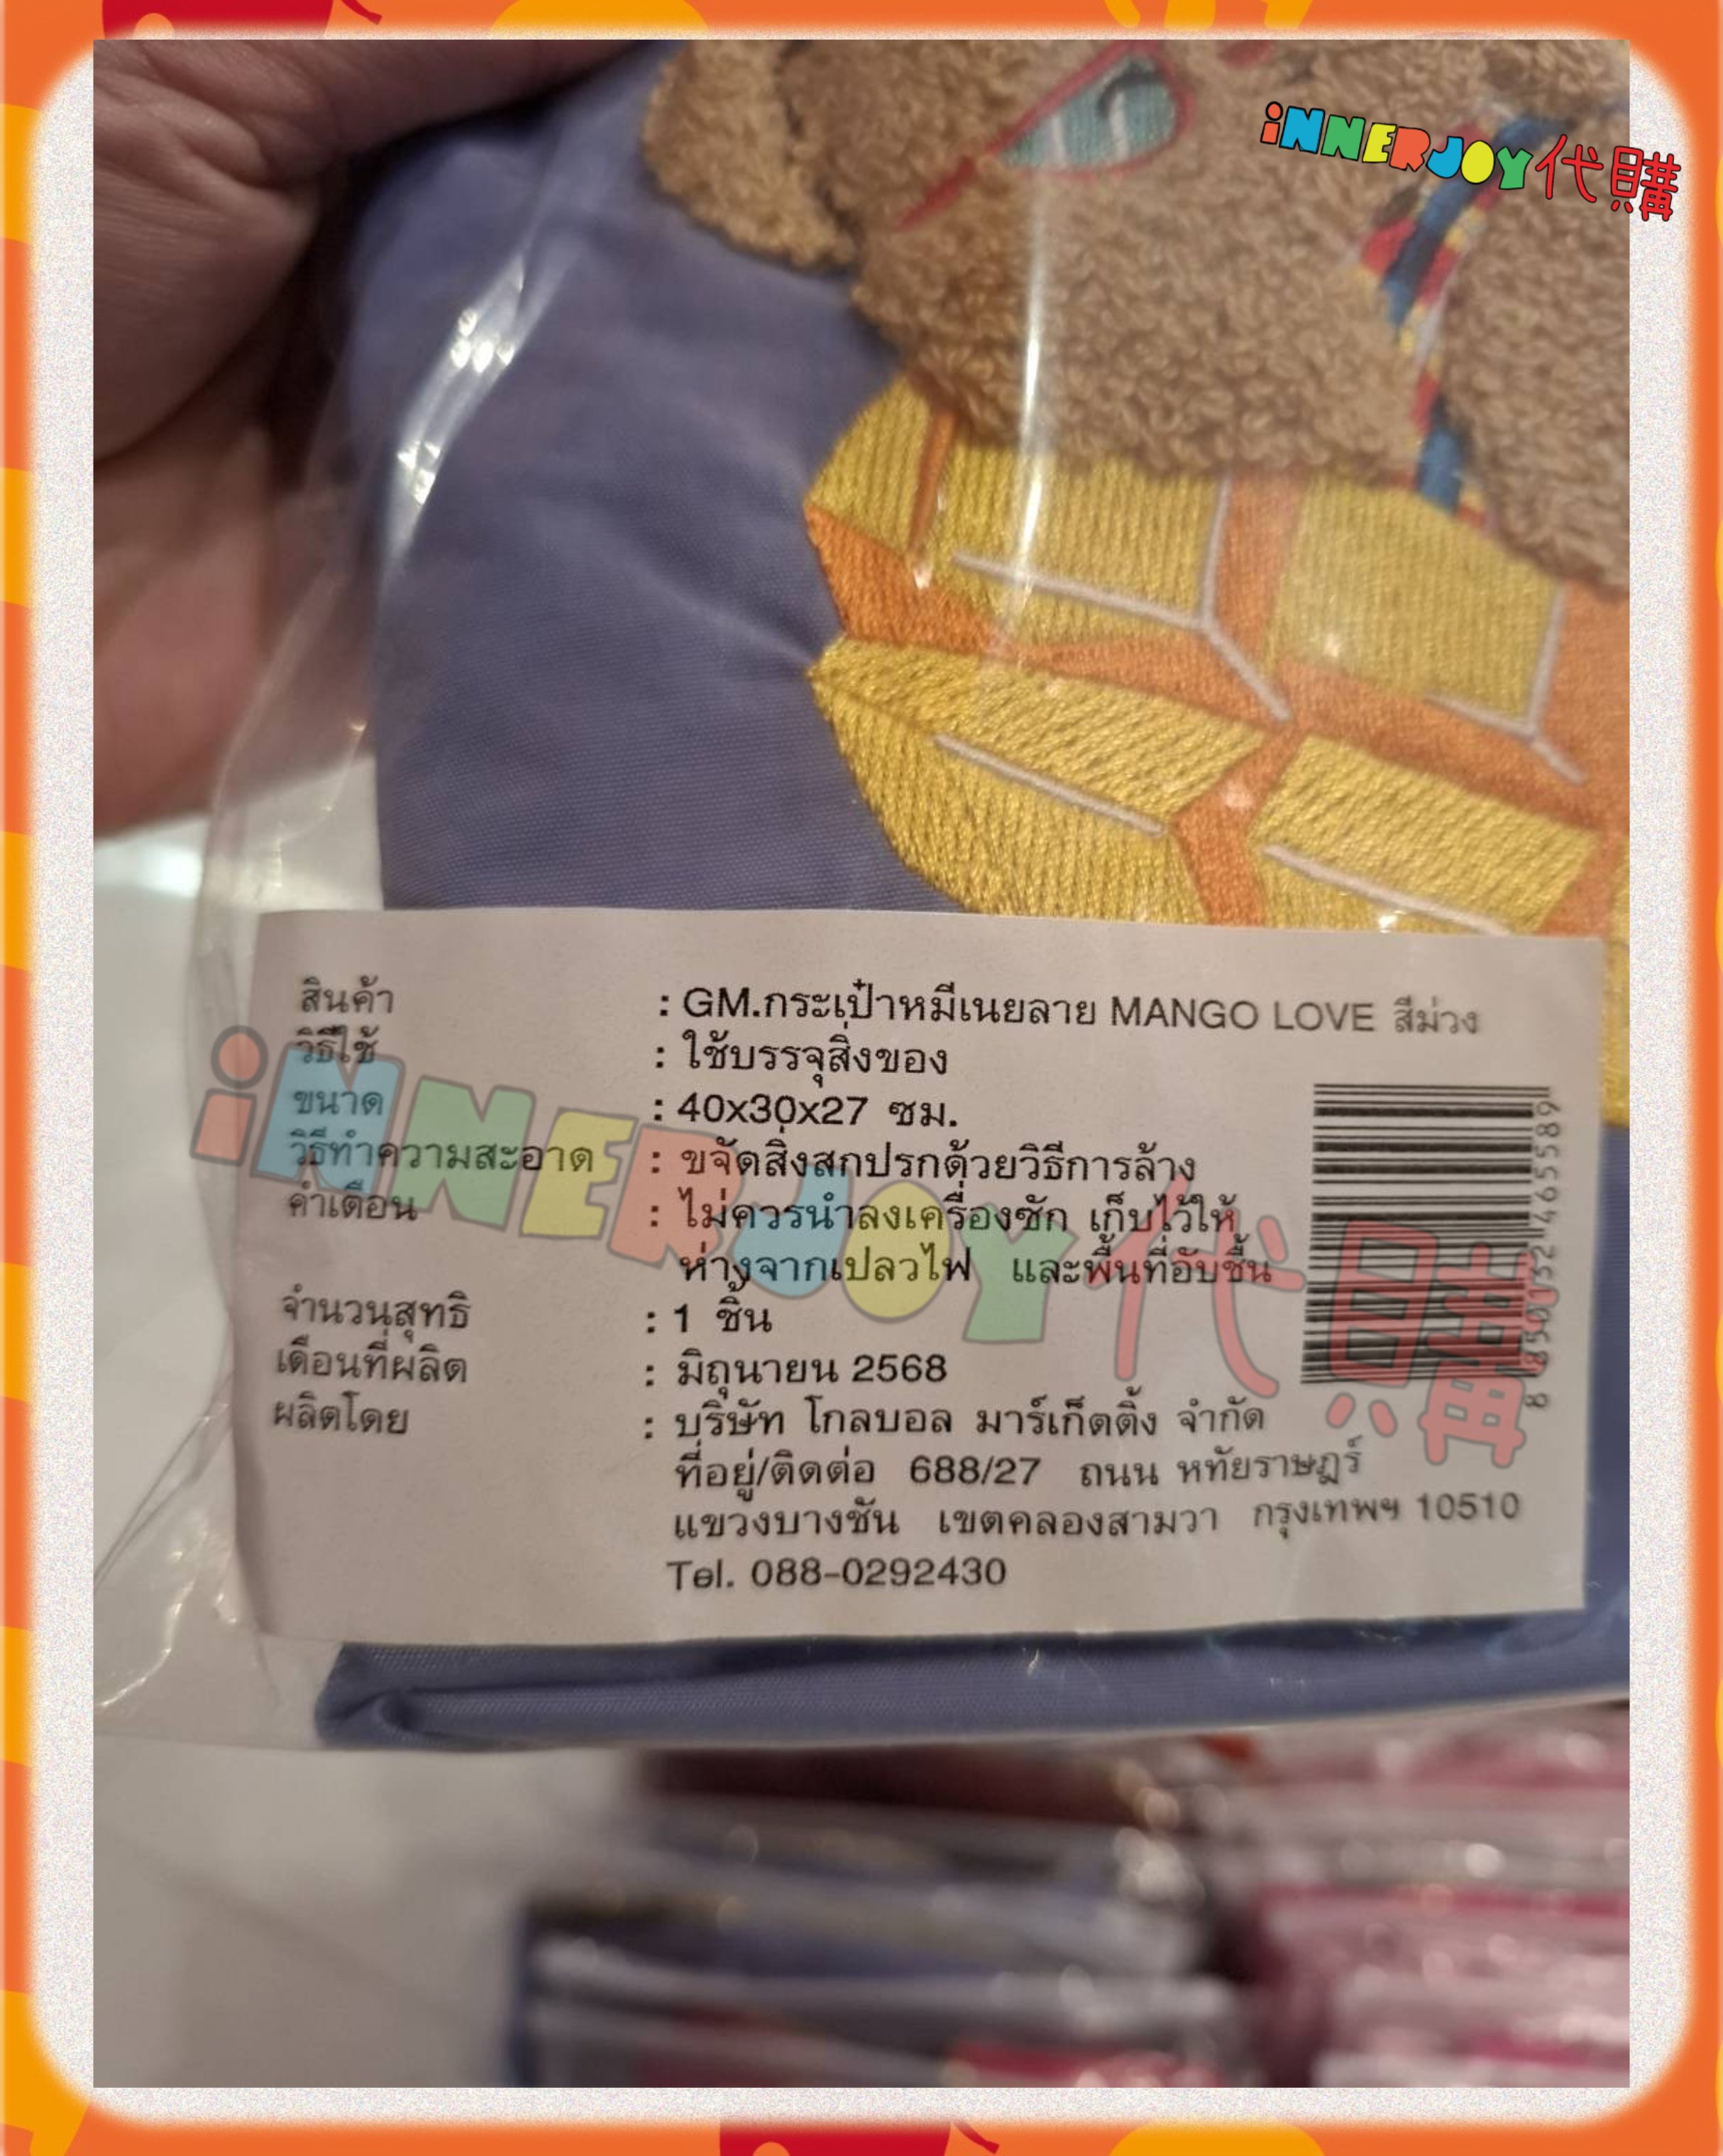 iNNERJOY代購
สินค้า : GM.กระเป๋าหมีเนยลาย MANGO LOVE สีม่วง
วิธีใช้ : ใช้บรรจุสิ่งของ
ขนาด : 40x30x27 ซม.
วิธีทำความสะอาด : ขจัดสิ่งสกปรกด้วยวิธีการล้าง
คำเตือน : ไม่ควรนำลงเครื่องซัก เก็บไว้ให้
ห่างจากเปลวไฟ และพื้นที่อับชื้น
จำนวนสุทธิ : 1 ชิ้น
เดือนที่ผลิต : มิถุนายน 2568
ผลิตโดย : บริษัท โกลบอล มาร์เก็ตติ้ง จำกัด
ที่อยู่/ติดต่อ 688/27 ถนน หทัยราษฎร์
แขวงบางชัน เขตคลองสามวา กรุงเทพฯ 10510
Tel. 088-0292430
8 850132 465589
iNNERJOY代購